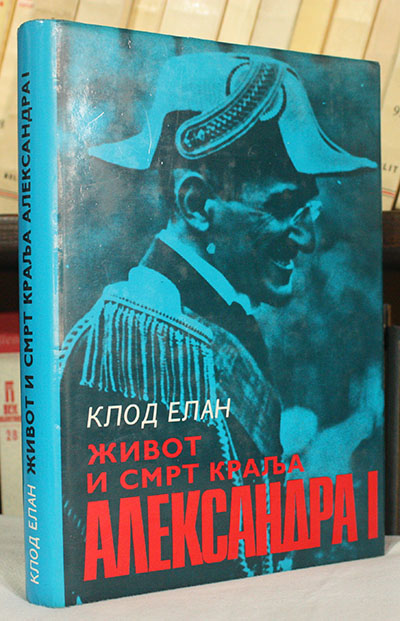 КЛОД ЕЛАН ЖИВОТ И СМРТ КРАЉА АЛЕКСАНДРА I
КЛОД ЕЛАН
ЖИВОТ
И СМРТ КРАЉА
АЛЕКСАНДРА I